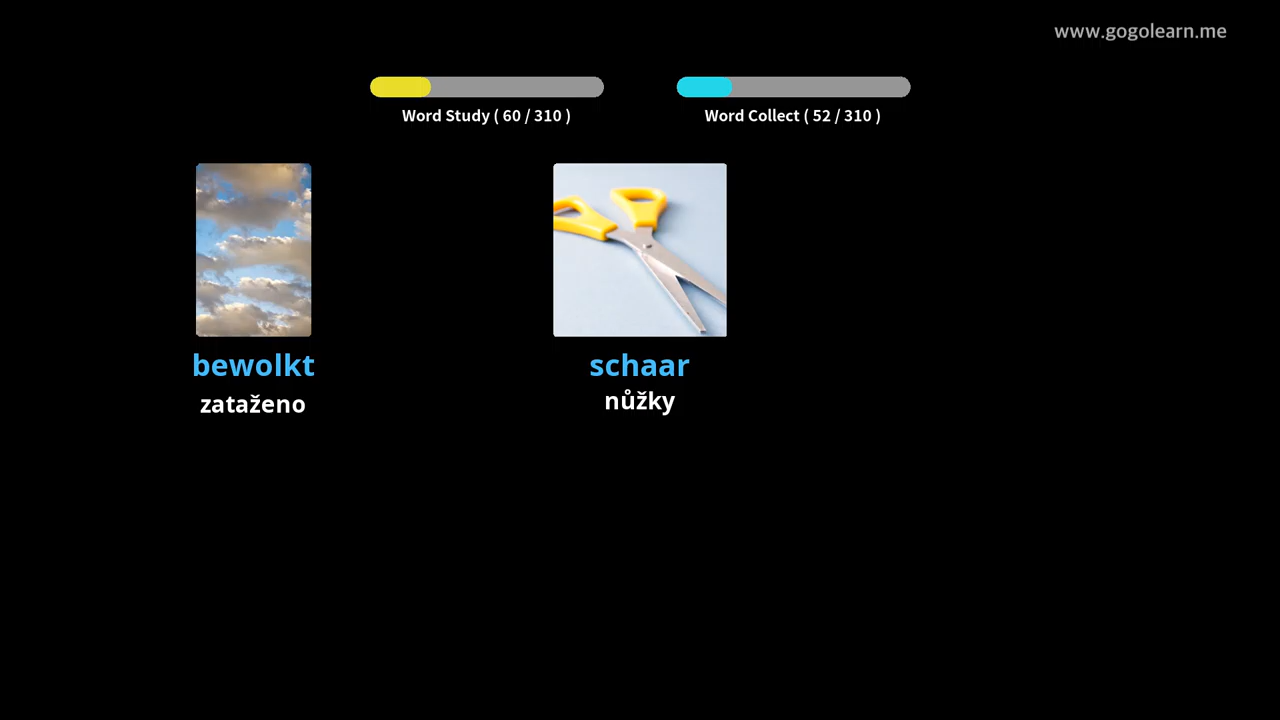 www.gogolearn.me
Word Study ( 60 / 310 )
Word Collect ( 52 / 310 )
bewolkt
zataženo
schaar
nůžky